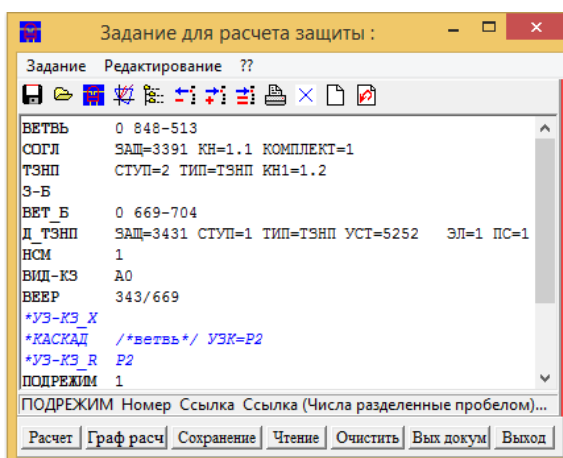 Задание для расчета защиты :
Задание Редактирование ??
ВЕТВЬ 0 848-513
СОГЛ ЗАЩ=3391 КН=1.1 КОМПЛЕКТ=1
ТЗНП СТУП=2 ТИП=ТЗНП КН1=1.2
З-Б
ВЕТ_Б 0 669-704
Д_ТЗНП ЗАЩ=3431 СТУП=1 ТИП=ТЗНП УСТ=5252 ЭЛ=1 ПС=1
НСМ 1
ВИД-КЗ А0
ВЕЕР 343/669
*УЗ-КЗ_Х
*КАСКАД /*ветвь*/ УЗК=Р2
*УЗ-КЗ_R Р2
ПОДРЕЖИМ 1
ПОДРЕЖИМ Номер Ссылка Ссылка (Числа разделенные пробелом)...
Расчет Граф расч Сохранение Чтение Очистить Вых докум Выход